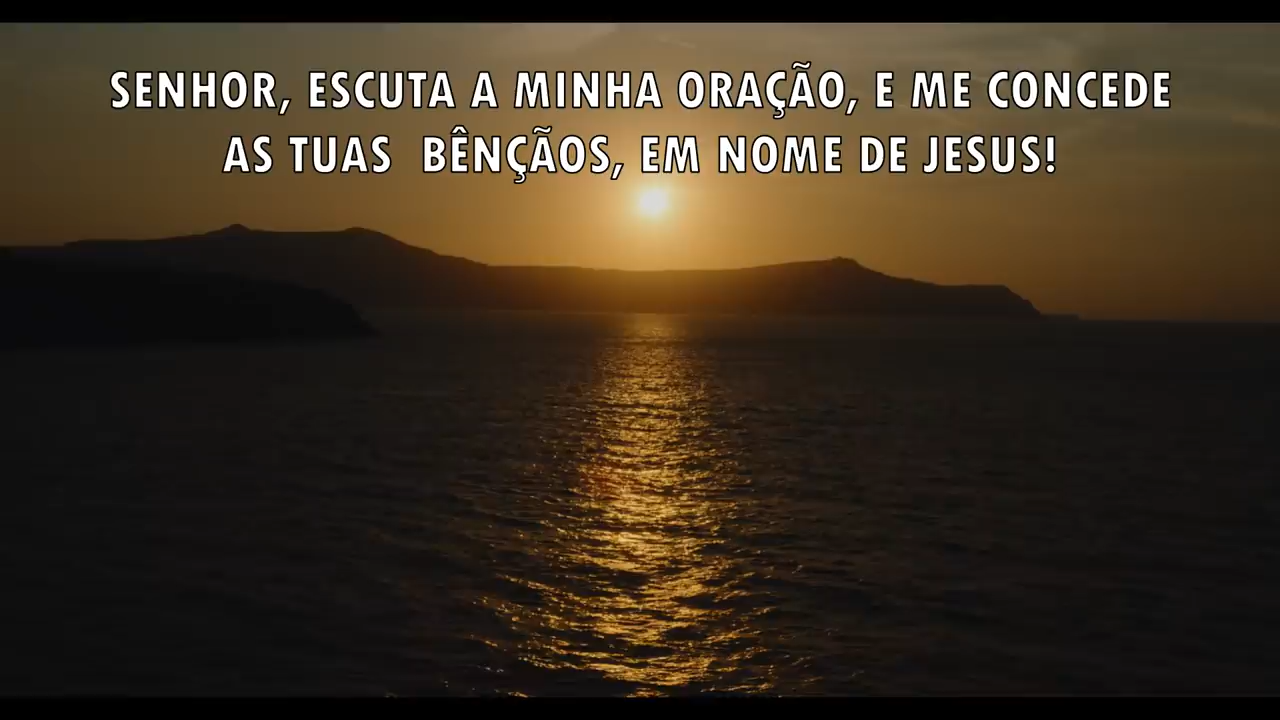 SENHOR, ESCUTA A MINHA ORAÇÃO, E ME CONCEDE
AS TUAS BÊNÇÃOS, EM NOME DE JESUS!